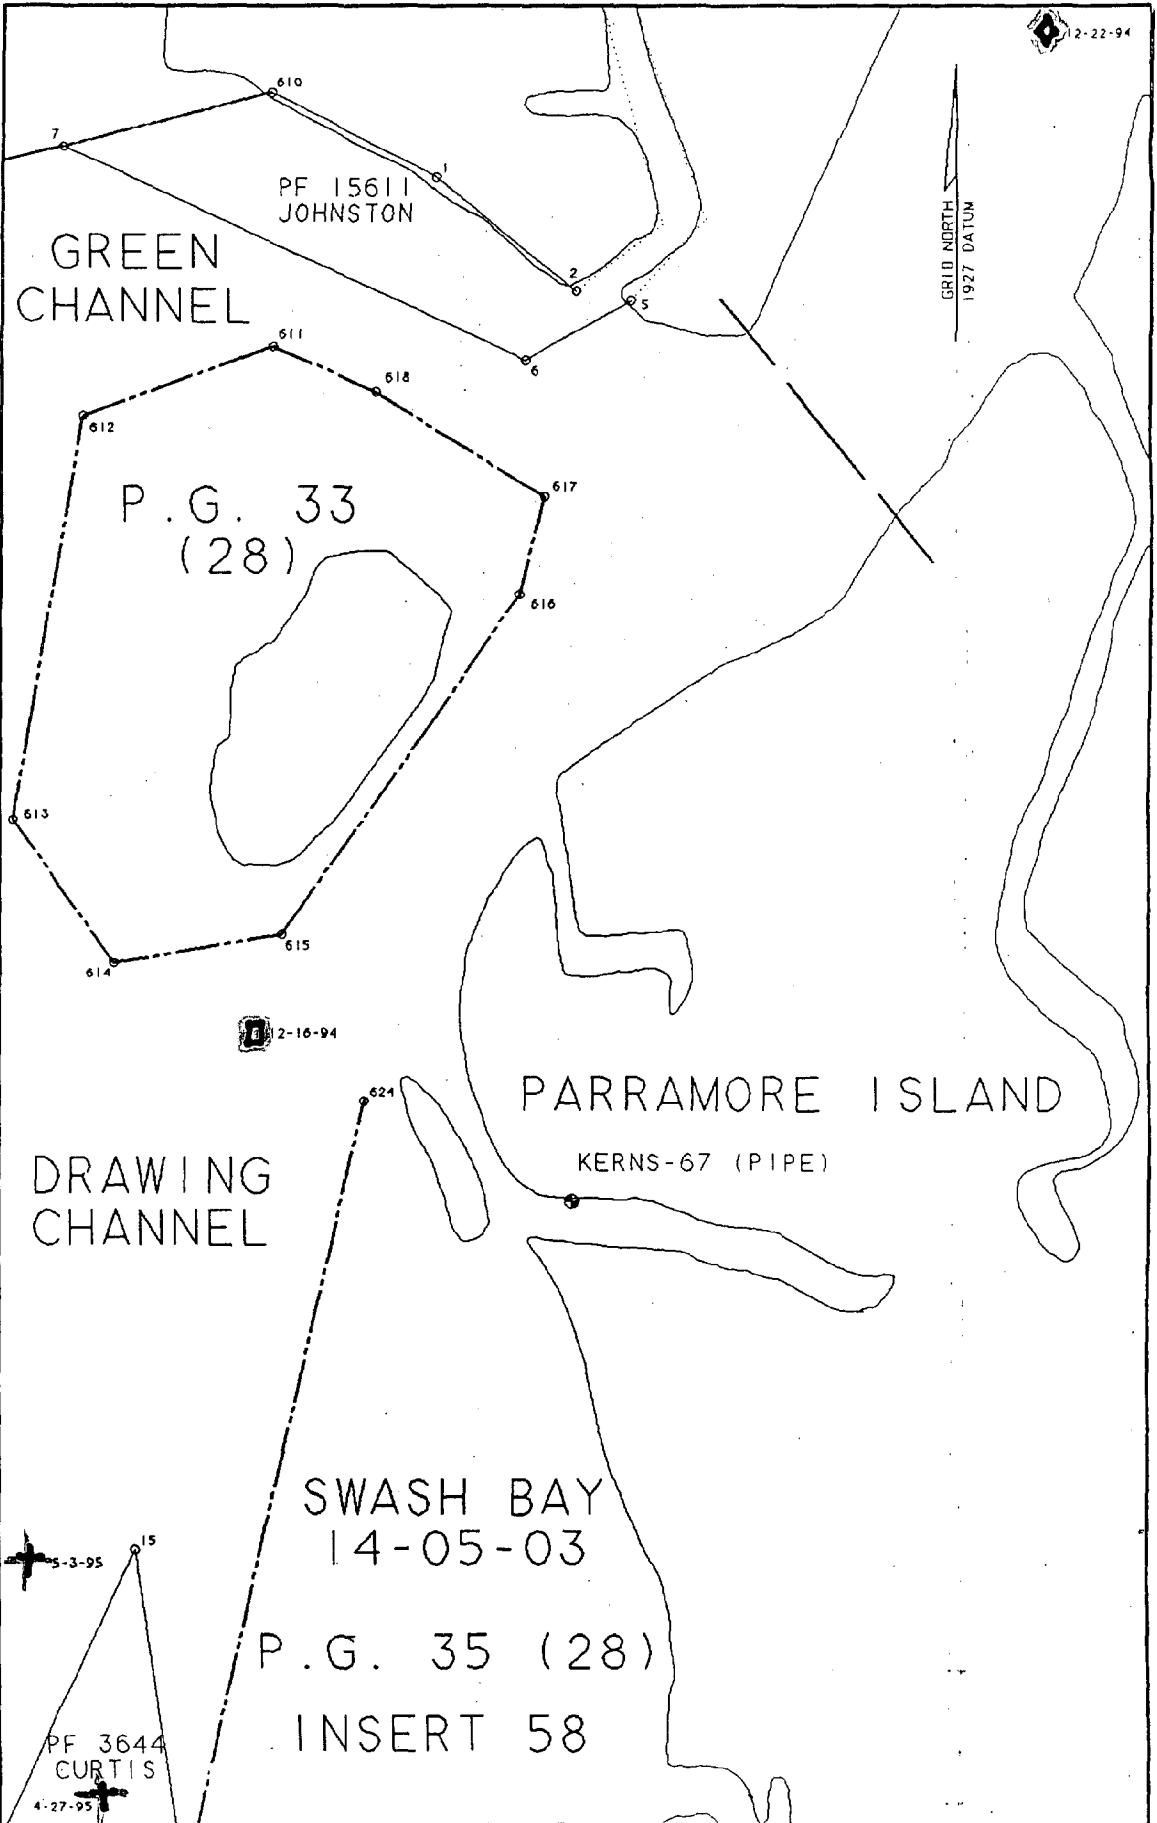 12-22-94
610
7
1
PF 15611
JOHNSTON
GRID NORTH
1927 DATUM
GREEN
CHANNEL
2
5
6
611
618
612
617
P.G. 33
(28)
616
613
615
614
12-16-94
624
PARRAMORE ISLAND
KERNS-67 (PIPE)
DRAWING
CHANNEL
SWASH BAY
14-05-03
15
5-3-95
P.G. 35 (28)
INSERT 58
PF 3644
CURTIS
4-27-95